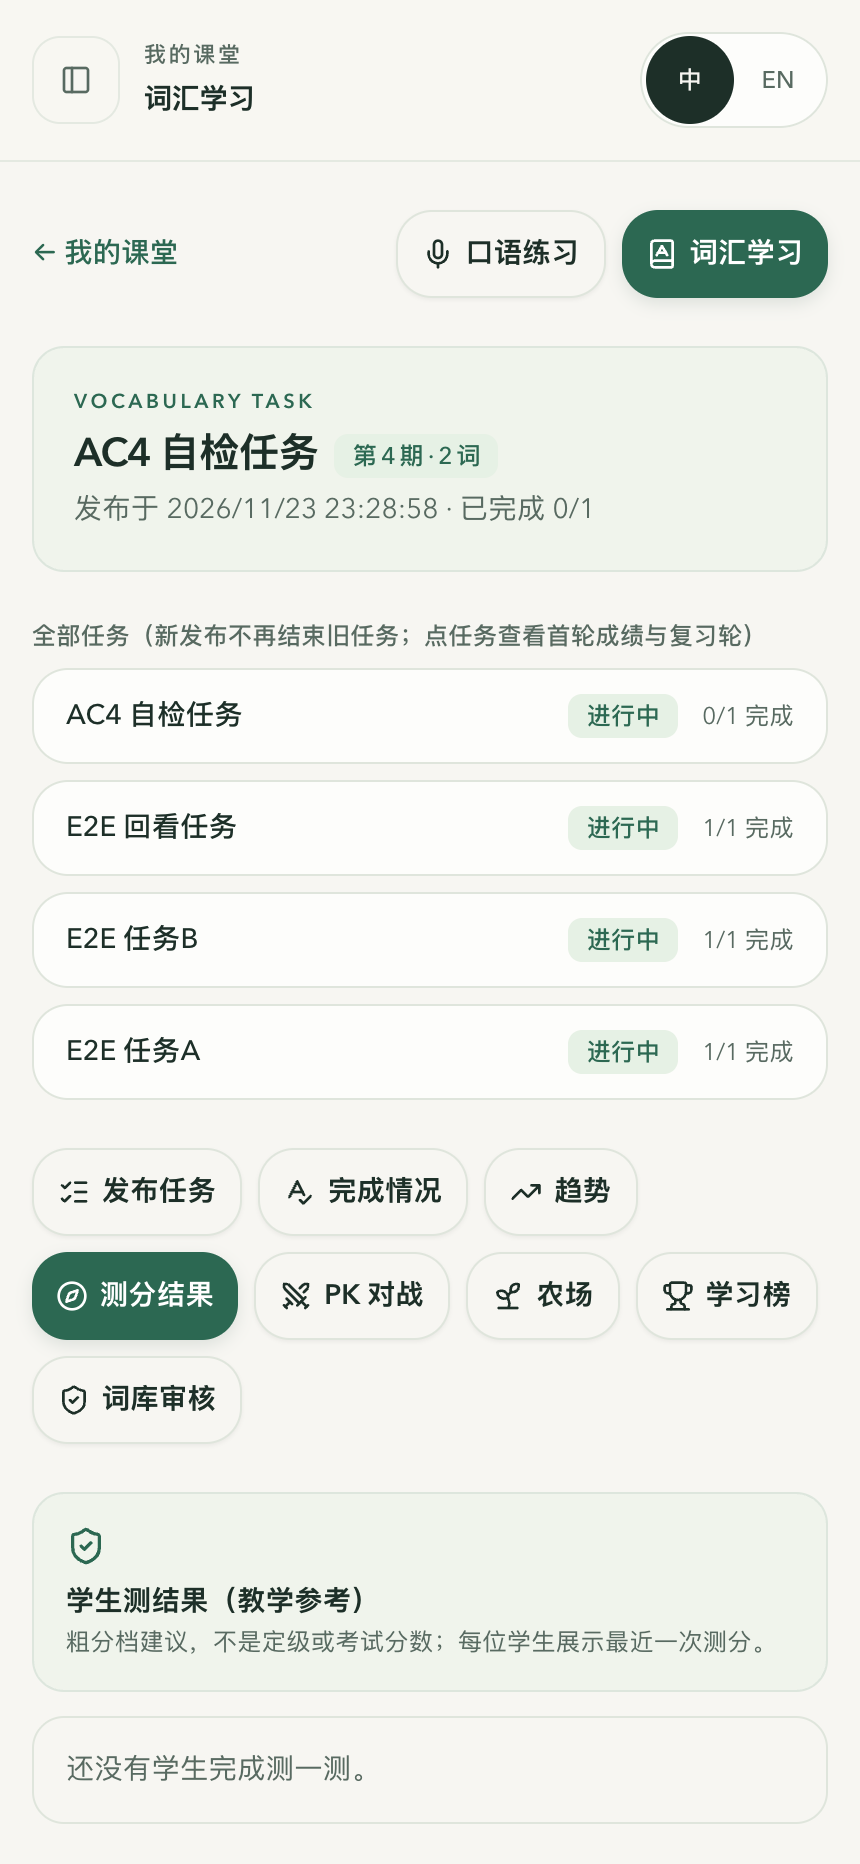 我的课堂
词汇学习
中
EN
← 我的课堂
口语练习
词汇学习
VOCABULARY TASK
AC4 自检任务
第 4 期 · 2 词
发布于 2026/11/23 23:28:58 · 已完成 0/1
全部任务（新发布不再结束旧任务；点任务查看首轮成绩与复习轮）
AC4 自检任务
进行中
0/1 完成
E2E 回看任务
进行中
1/1 完成
E2E 任务B
进行中
1/1 完成
E2E 任务A
进行中
1/1 完成
发布任务
完成情况
趋势
测分结果
PK 对战
农场
学习榜
词库审核
学生测结果（教学参考）
粗分档建议，不是定级或考试分数；每位学生展示最近一次测分。
还没有学生完成测一测。